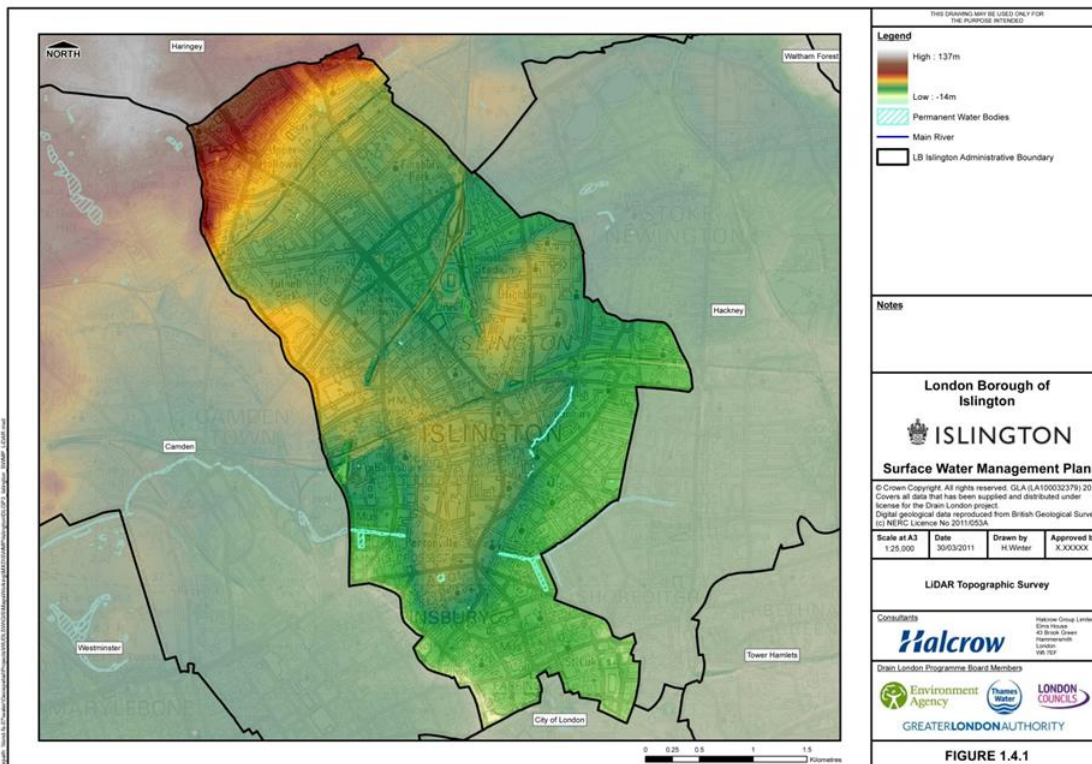 THIS DRAWING MAY BE USED ONLY FOR
THE PURPOSE INTENDED
Legend
High : 137m
Low : -14m
Permanent Water Bodies
Main River
LB Islington Administrative Boundary
Notes
London Borough of
Islington
ISLINGTON
Surface Water Management Plan
© Crown Copyright. All rights reserved. GLA (LA100032379) 20
Covers all data that has been supplied and distributed under
license for the Drain London project.
Digital geological data reproduced from British Geological Surve
(c) NERC Licence No 2011/053A
Scale at A3
1:25,000
Date
30/03/2011
Drawn by
H.Winter
Approved b
X.XXXXX
LiDAR Topographic Survey
Consultants
Halcrow
Halcrow Group Limite
Elms House
43 Brook Green
Hammersmith
London
W6 7EF
Drain London Programme Board Members
Environment
Agency
Thames
Water
LONDON
COUNCILS
GREATERLONDONAUTHORITY
FIGURE 1.4.1
NORTH
Haringey
Waltham Forest
STOKE
NEWINGTON
Highbury
Hackney
ISLINGTON
CAMDEN
TOWN
Camden
ISLINGTON
Pentonville
NSBURY
SHOREDITCH
Westminster
Tower Hamlets
MARYLEBON
City of London
0 0.25 0.5 1 1.5
Kilometres